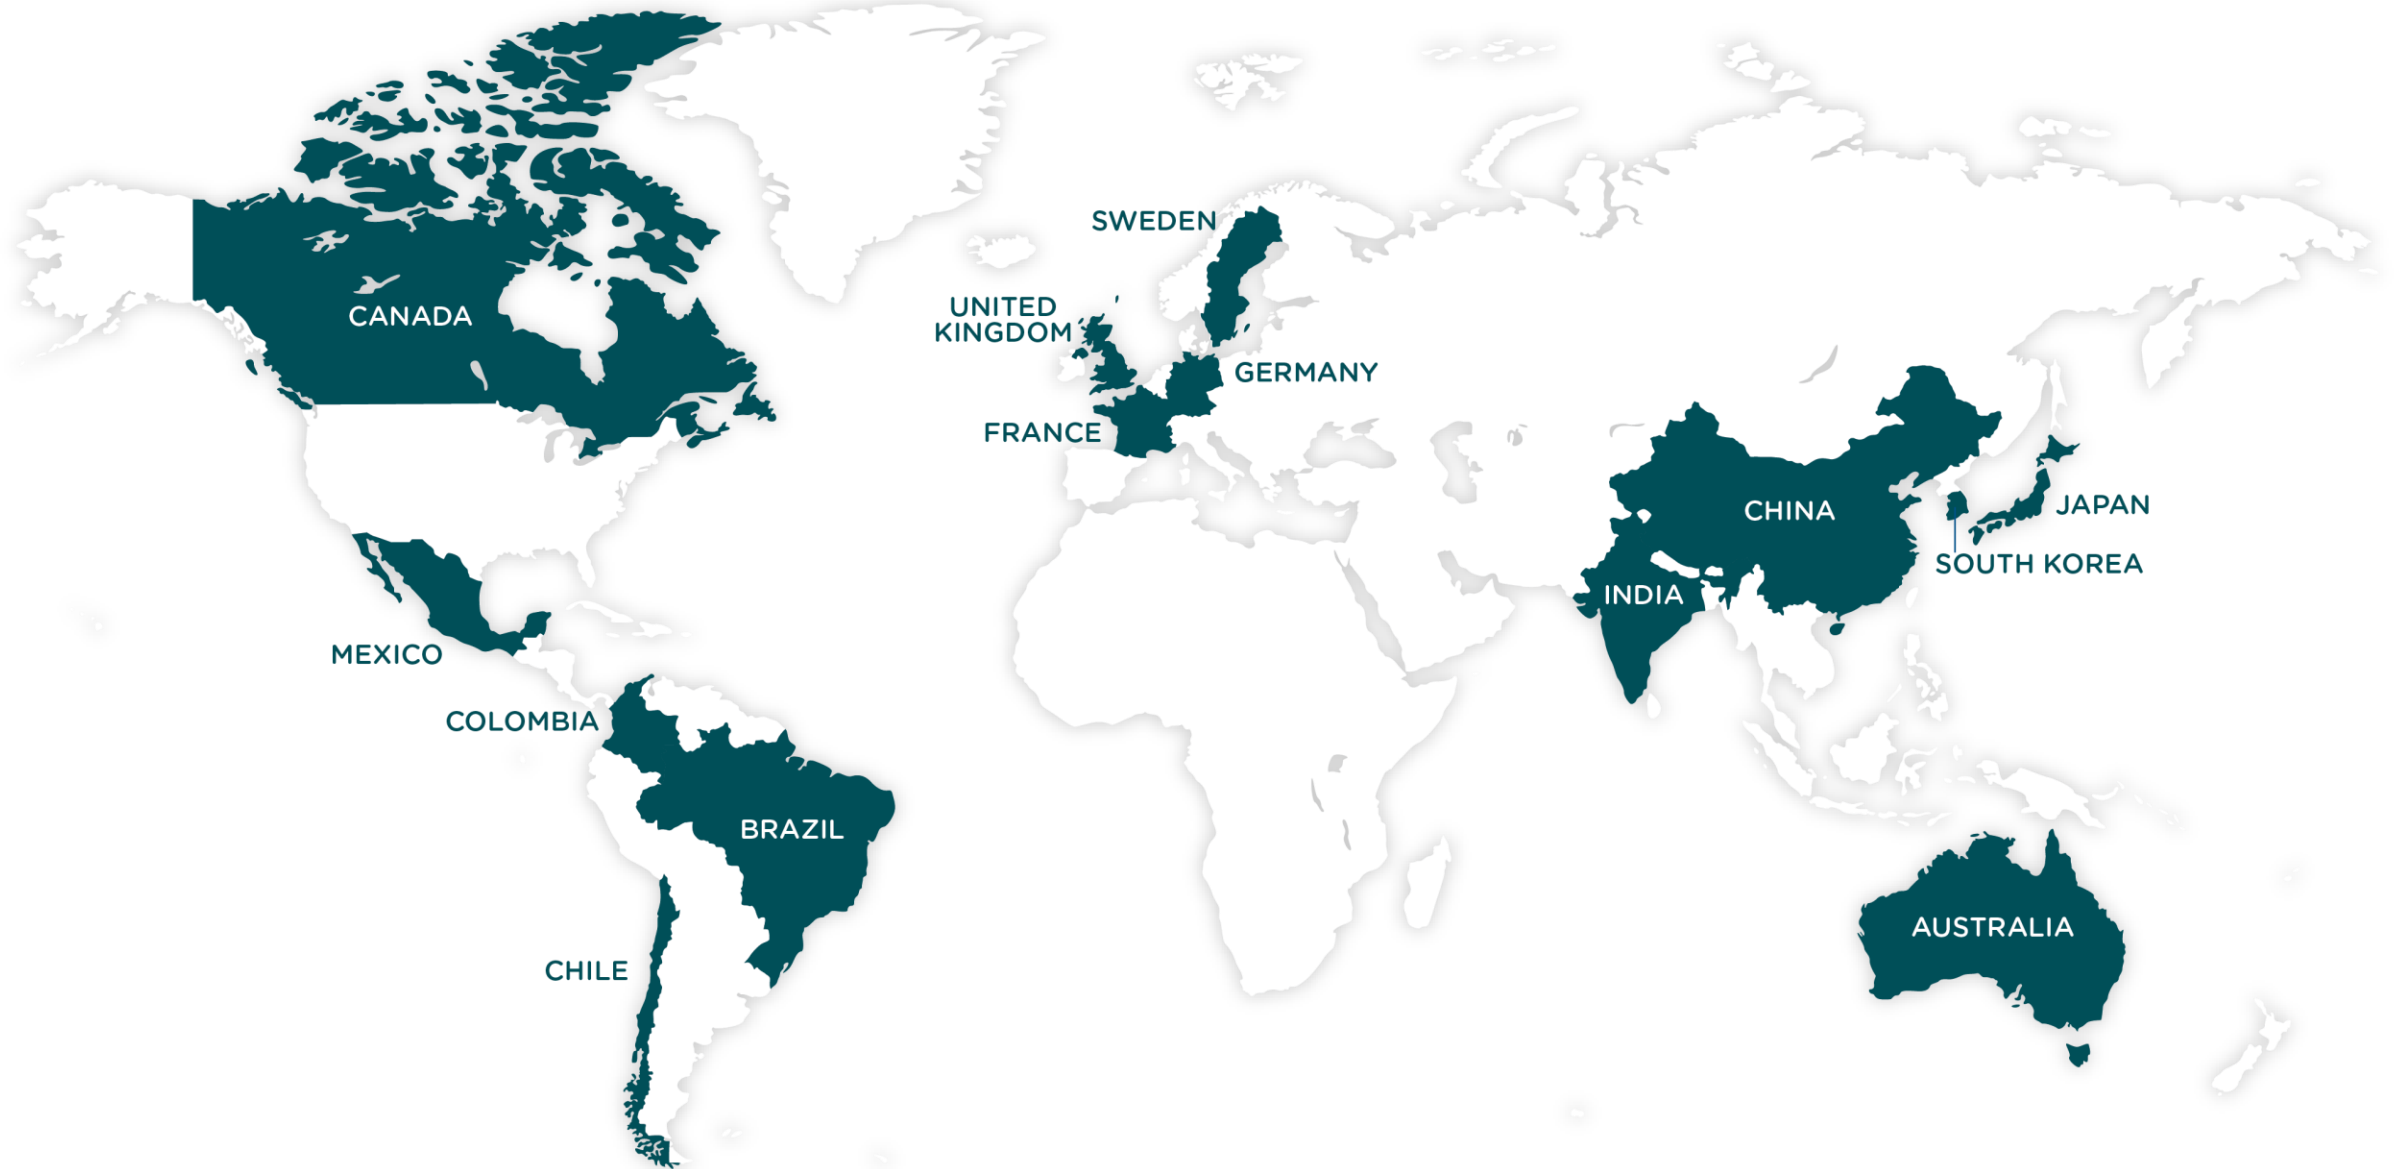 SWEDEN
UNITED
KINGDOM
CANADA
GERMANY
FRANCE
CHINA
JAPAN
SOUTH KOREA
INDIA
MEXICO
COLOMBIA
BRAZIL
AUSTRALIA
CHILE